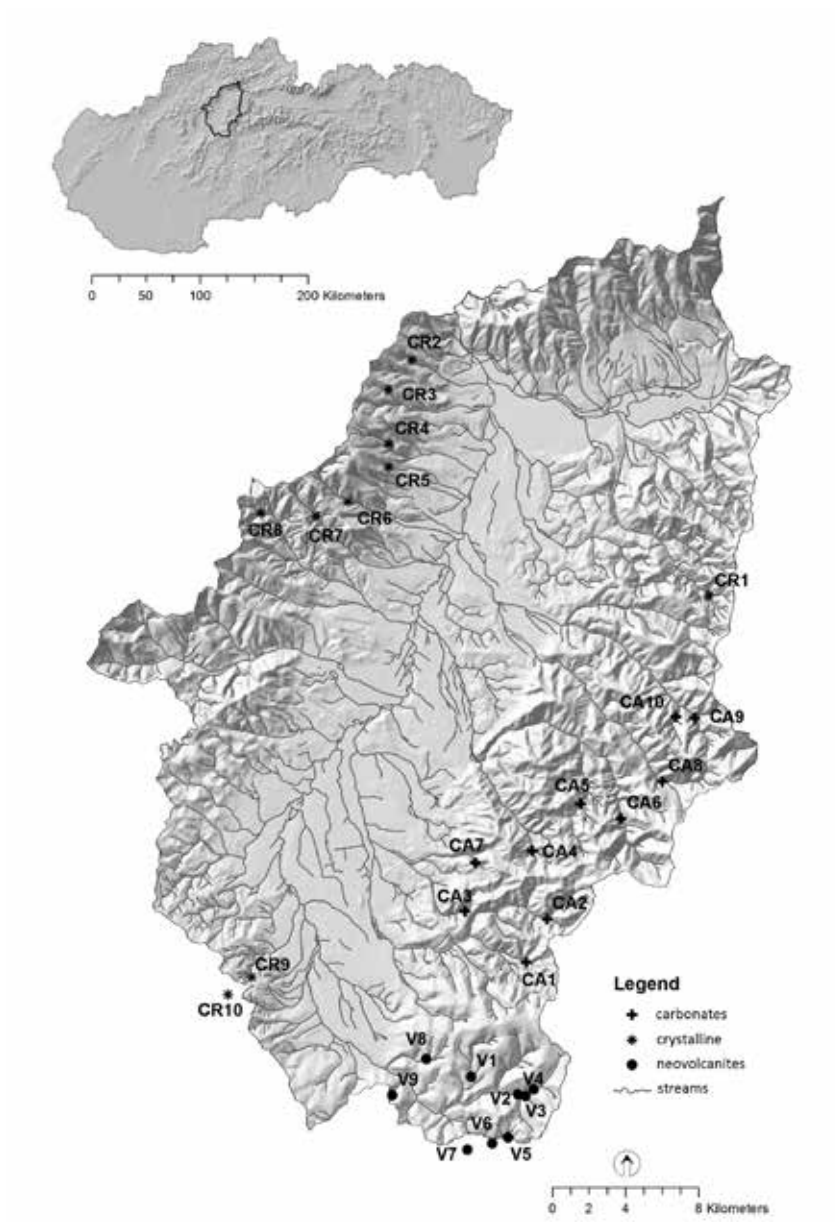 0 50 100 200 Kilometers
CR2
CR3
CR4
CR5
CR6
CR8
CR7
CR1
CA10
CA9
CA8
CA5
CA6
CA7
CA4
CA3
CA2
CR9
CA1
CR10
Legend
carbonates
crystalline
neovolcanites
streams
V8
V1
V4
V9
V2
V3
V6
V7
V5
0 2 4 8 Kilometers